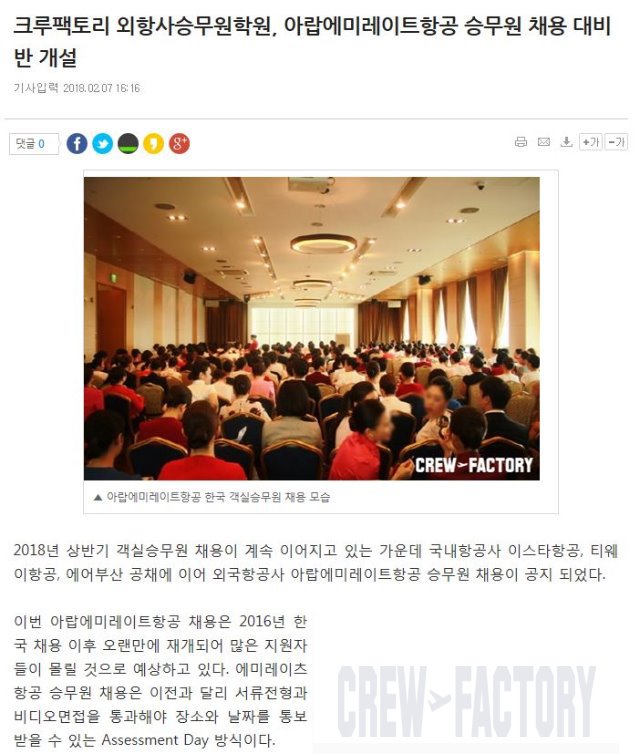 크루팩토리 외항사승무원학원, 아랍에미레이트항공 승무원 채용 대비
반 개설
기사입력 2018.02.07 16:16
댓글 0
+가 -가
CREW FACTORY
CREW FACTORY
▲ 아랍에미레이트항공 한국 객실승무원 채용 모습
2018년 상반기 객실승무원 채용이 계속 이어지고 있는 가운데 국내항공사 이스타항공, 티웨
이항공, 에어부산 공채에 이어 외국항공사 아랍에미레이트항공 승무원 채용이 공지 되었다.
이번 아랍에미레이트항공 채용은 2016년 한
국 채용 이후 오랜만에 재개되어 많은 지원자
들이 몰릴 것으로 예상하고 있다. 에미레이츠
항공 승무원 채용은 이전과 달리 서류전형과
비디오면접을 통과해야 장소와 날짜를 통보
받을 수 있는 Assessment Day 방식이다.
CREW FACTORY